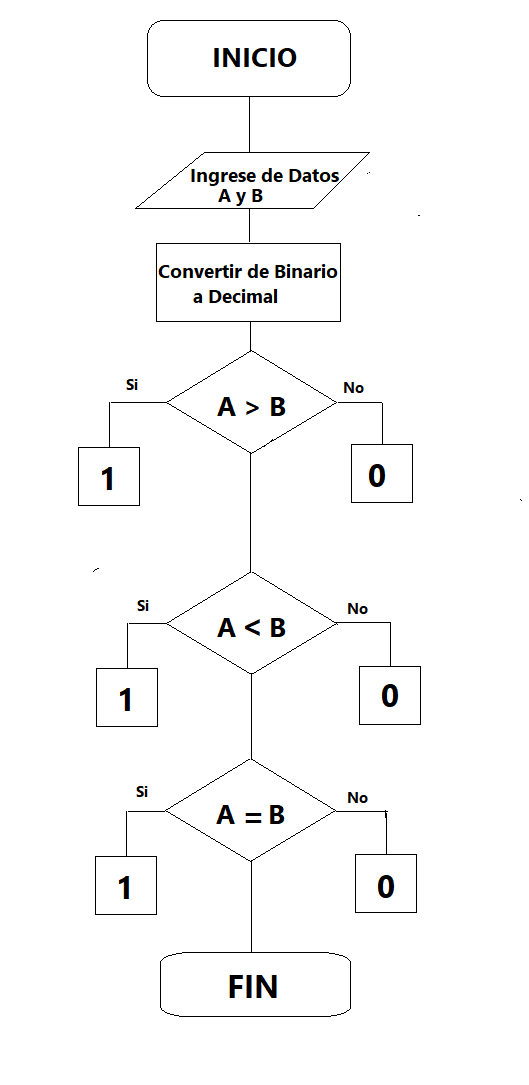 INICIO
Ingrese de Datos
A y B
Convertir de Binario
a Decimal
Si
No
A > B
1
0
Si
No
A < B
1
0
Si
No
A = B
1
0
FIN